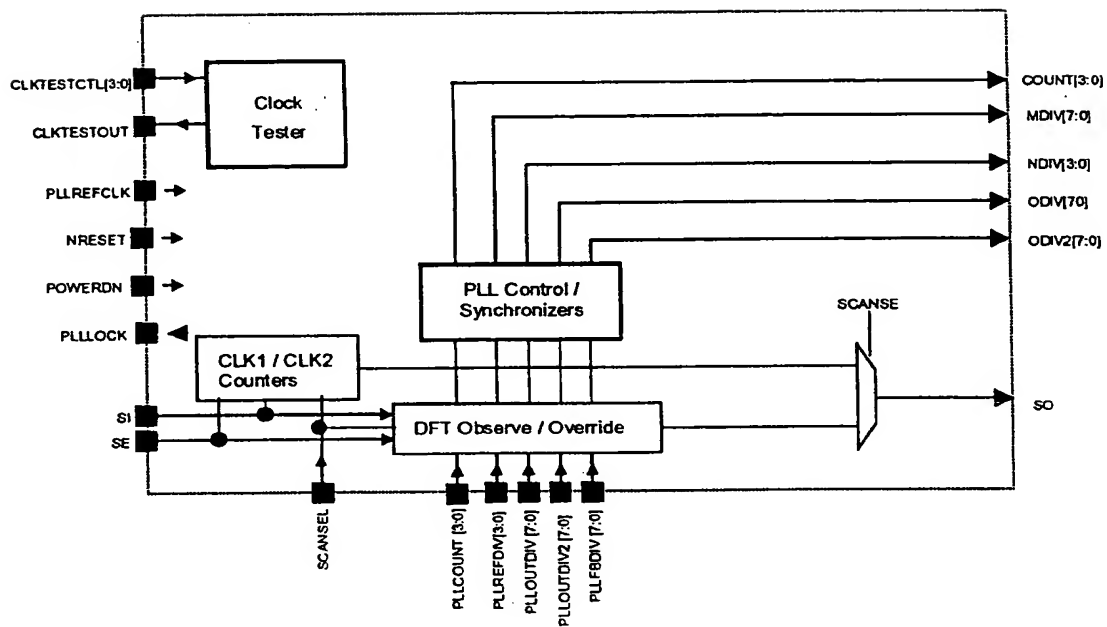 CLKTESTCTL[3:0]
CLKTESTOUT
PLLREFCLK
NRESET
POWERDN
PLLLOCK
SI
SE
Clock
Tester
CLK1 / CLK2
Counters
PLL Control /
Synchronizers
DFT Observe / Override
SCANSE
COUNT[3:0]
MDIV[7:0]
NDIV[3:0]
ODIV[70]
ODIV2[7:0]
SO
SCANSEL
PLLCOUNT [3:0]
PLLREFDIV[3:0]
PLLOUTDIV [7:0]
PLLOUTDIV2 [7:0]
PLLFBDIV [7:0]